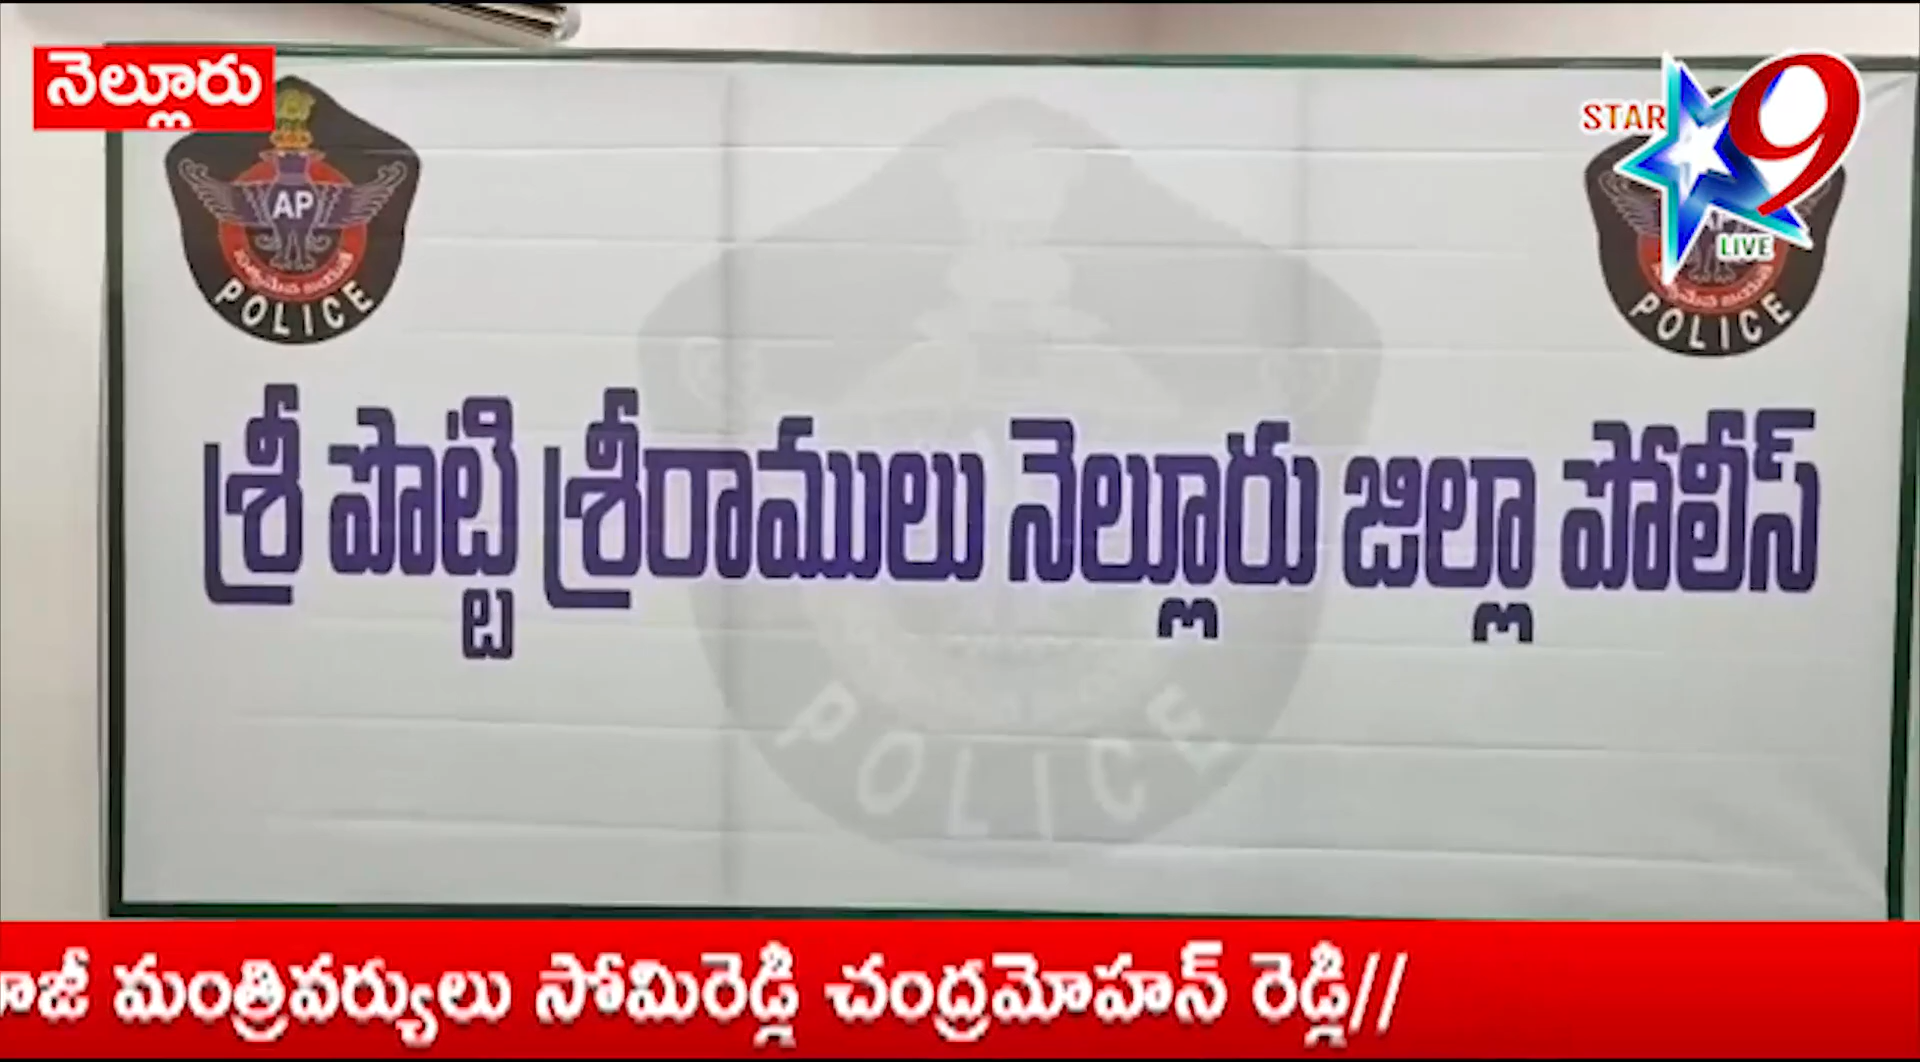 నెల్లూరు
STAR 9
LIVE
AP
POLICE
POLICE
శ్రీ పొట్టి శ్రీరాములు నెల్లూరు జిల్లా పోలీస్
POLICE
మంత్రివర్యులు సోమిరెడ్డి చంద్రమోహన్ రెడ్డి//